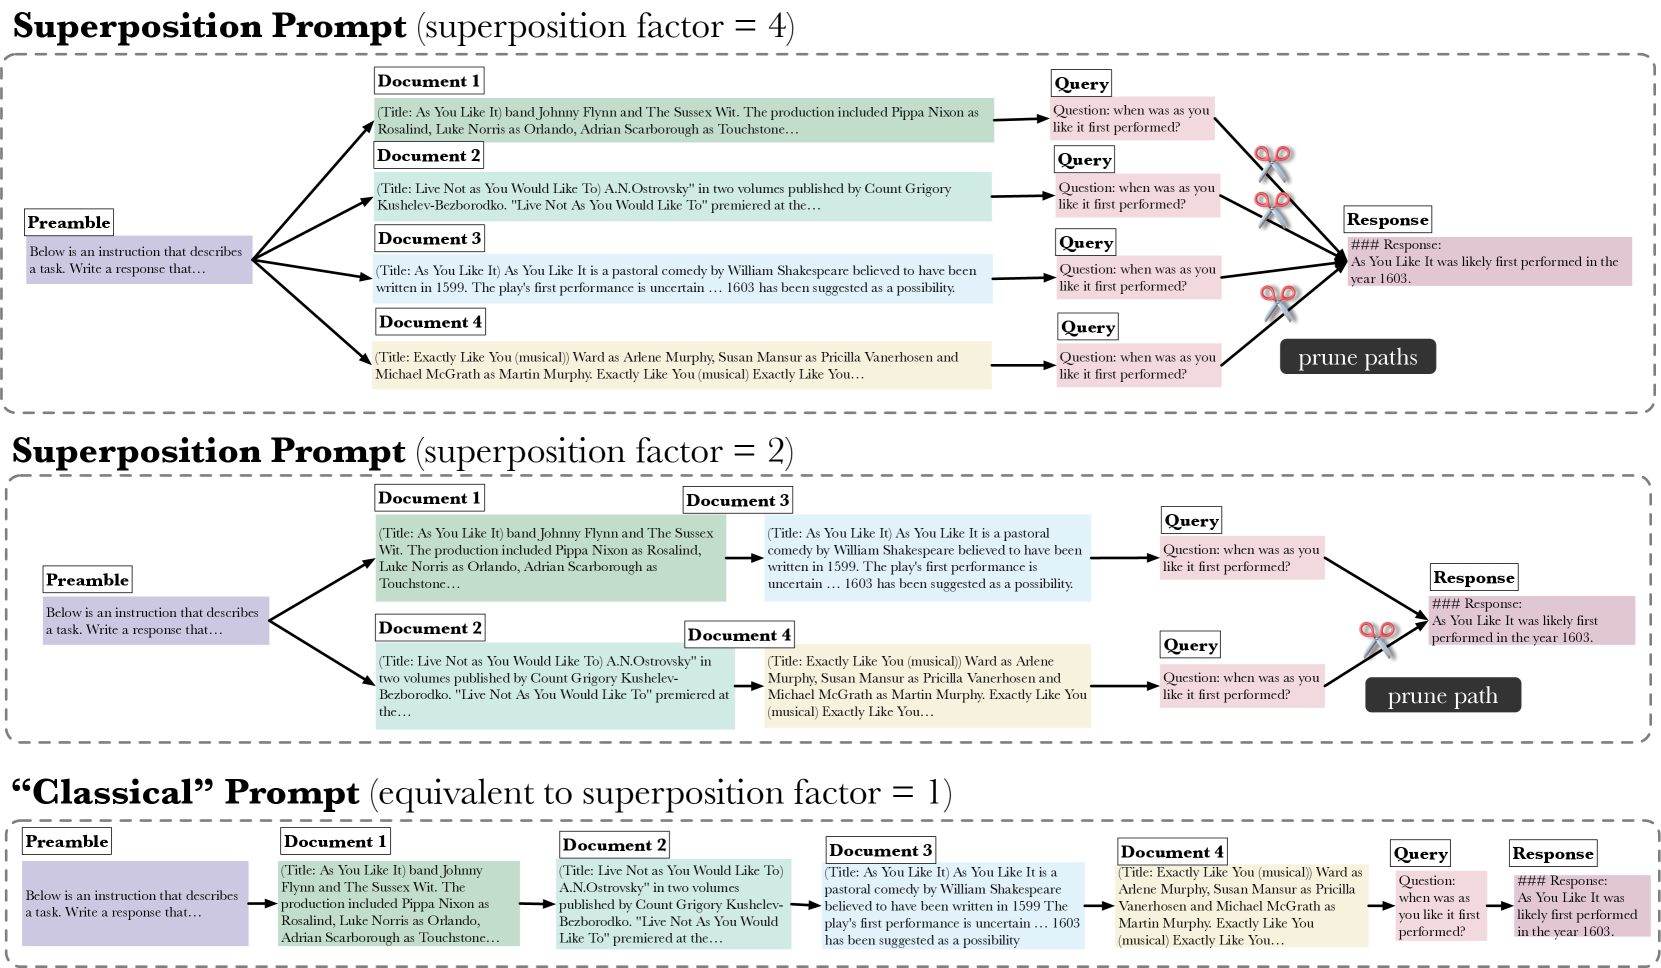 Superposition Prompt (superposition factor = 4)
Preamble
Below is an instruction that describes
a task. Write a response that…
Document 1
(Title: As You Like It) band Johnny Flynn and The Sussex Wit. The production included Pippa Nixon as
Rosalind, Luke Norris as Orlando, Adrian Scarborough as Touchstone…
Document 2
(Title: Live Not as You Would Like To) A.N.Ostrovsky" in two volumes published by Count Grigory
Kushelev-Bezborodko. "Live Not As You Would Like To" premiered at the…
Document 3
(Title: As You Like It) As You Like It is a pastoral comedy by William Shakespeare believed to have been
written in 1599. The play's first performance is uncertain … 1603 has been suggested as a possibility.
Document 4
(Title: Exactly Like You (musical)) Ward as Arlene Murphy, Susan Mansur as Pricilla Vanerhosen and
Michael McGrath as Martin Murphy. Exactly Like You (musical) Exactly Like You…
Query
Question: when was as you
like it first performed?
Query
Question: when was as you
like it first performed?
Query
Question: when was as you
like it first performed?
Query
Question: when was as you
like it first performed?
Response
### Response:
As You Like It was likely first performed in the
year 1603.
prune paths
Superposition Prompt (superposition factor = 2)
Preamble
Below is an instruction that describes
a task. Write a response that…
Document 1
(Title: As You Like It) band Johnny Flynn and The Sussex
Wit. The production included Pippa Nixon as Rosalind,
Luke Norris as Orlando, Adrian Scarborough as
Touchstone…
Document 3
(Title: As You Like It) As You Like It is a pastoral
comedy by William Shakespeare believed to have been
written in 1599. The play's first performance is
uncertain … 1603 has been suggested as a possibility.
Query
Question: when was as you
like it first performed?
Document 2
(Title: Live Not as You Would Like To) A.N.Ostrovsky" in
two volumes published by Count Grigory Kushelev-
Bezborodko. "Live Not As You Would Like To" premiered at
the…
Document 4
(Title: Exactly Like You (musical)) Ward as Arlene
Murphy, Susan Mansur as Pricilla Vanerhosen and
Michael McGrath as Martin Murphy. Exactly Like You
(musical) Exactly Like You…
Query
Question: when was as you
like it first performed?
Response
### Response:
As You Like It was likely first
performed in the year 1603.
prune path
“Classical” Prompt (equivalent to superposition factor = 1)
Preamble
Below is an instruction that describes
a task. Write a response that…
Document 1
(Title: As You Like It) band Johnny
Flynn and The Sussex Wit. The
production included Pippa Nixon as
Rosalind, Luke Norris as Orlando,
Adrian Scarborough as Touchstone…
Document 2
(Title: Live Not as You Would Like To)
A.N.Ostrovsky" in two volumes
published by Count Grigory Kushelev-
Bezborodko. "Live Not As You Would
Like To" premiered at the…
Document 3
(Title: As You Like It) As You Like It is a
pastoral comedy by William Shakespeare
believed to have been written in 1599 The
play's first performance is uncertain … 1603
has been suggested as a possibility
Document 4
(Title: Exactly Like You (musical)) Ward as
Arlene Murphy, Susan Mansur as Pricilla
Vanerhosen and Michael McGrath as
Martin Murphy. Exactly Like You
(musical) Exactly Like You…
Query
Question:
when was as
you like it first
performed?
Response
### Response:
As You Like It was
likely first performed
in the year 1603.